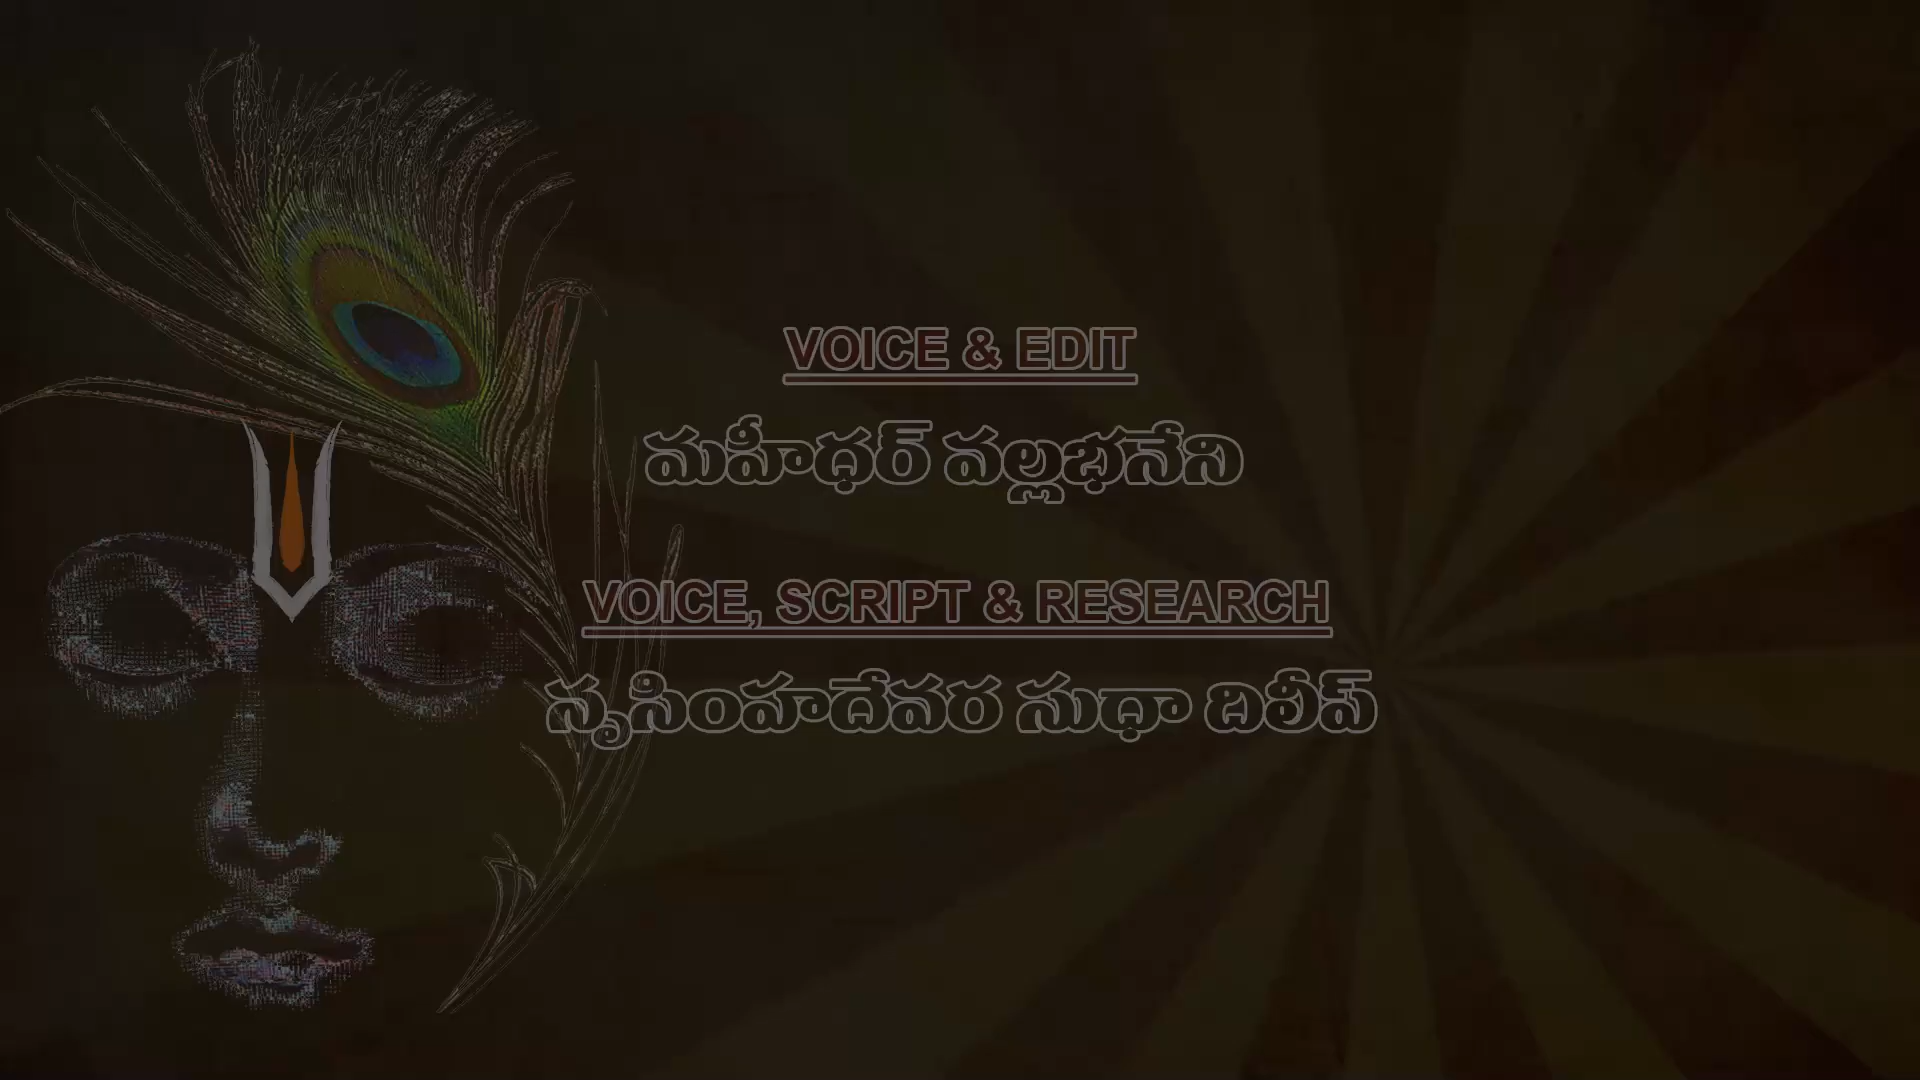 VOICE & EDIT
మహీధర్ వల్లభనేని
VOICE, SCRIPT & RESEARCH
నృసింహదేవర సుధా దిలీప్